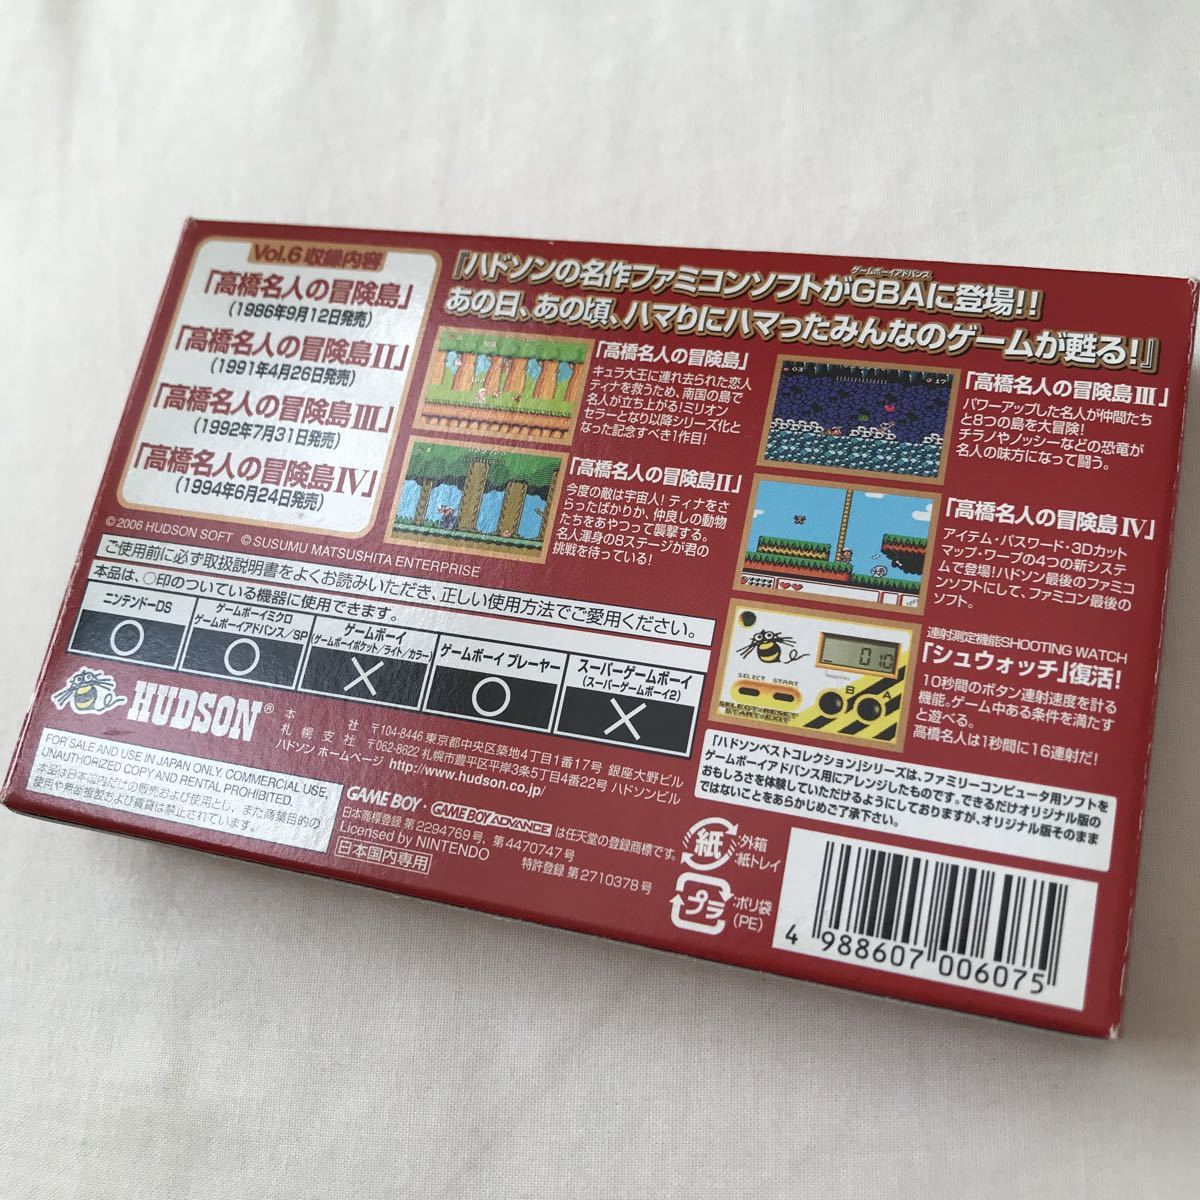 Vol.6 収録内容
「高橋名人の冒険島」
(1986年9月12日発売)
「高橋名人の冒険島II」
(1991年4月26日発売)
「高橋名人の冒険島III」
(1992年7月31日発売)
「高橋名人の冒険島IV」
(1994年6月24日発売)
ゲームボーイアドバンス
『ハドソンの名作ファミコンソフトがGBAに登場!!
あの日、あの頃、ハマりにハマったみんなのゲームが甦る!』
「高橋名人の冒険島」
キュラ大王に連れ去られた恋人
ティナを救うため、南国の島で
名人が立ち上がる!ミリオン
セラーとなり以降シリーズ化と
なった記念すべき1作目!
「高橋名人の冒険島II」
今度の敵は宇宙人!ティナをさ
らったばかりか、仲良しの動物
たちをあやつって襲撃する。
名人渾身の8ステージが君の
挑戦を待っている!
「高橋名人の冒険島III」
パワーアップした名人が仲間たち
と8つの島を大冒険!
チラノやノッシーなどの恐竜が
名人の味方になって闘う。
「高橋名人の冒険島IV」
アイテム・パスワード・3Dカット
マップ・ワープの4つの新システ
ムで登場!ハドソン最後のファミコ
ンソフトにして、ファミコン最後の
ソフト。
連射測定機能SHOOTING WATCH
「シュウォッチ」復活!
10秒間のボタン連射速度を計る
機能。ゲーム中ある条件を満たす
と遊べる。
高橋名人は1秒間に16連射だ!
010
SELECT START
B A
SELECT=RESET
START=EXIT
© 2006 HUDSON SOFT © SUSUMU MATSUSHITA ENTERPRISE
ご使用前に必ず取扱説明書をよくお読みいただき、正しい使用方法でご愛用ください。
本品は、○印のついている機器に使用できます。
ニンテンドーDS
○
ゲームボーイミクロ
ゲームボーイアドバンス/SP
○
ゲームボーイ
(ゲームボーイポケット/ライト/カラー)
×
ゲームボーイ プレーヤー
○
スーパーゲームボーイ
(スーパーゲームボーイ2)
×
HUDSON®
本社 〒104-8446 東京都中央区築地4丁目1番17号 銀座大野ビル
札幌支社 〒062-8622 札幌市豊平区平岸3条5丁目4番22号 ハドソンビル
ハドソン ホームページ http://www.hudson.co.jp/
FOR SALE AND USE IN JAPAN ONLY. COMMERCIAL USE,
UNAUTHORIZED COPY AND RENTAL PROHIBITED.
本品は日本国内だけの販売および使用とし、また商業目的の
使用や無断複製および賃貸は禁止されています。
GAME BOY・GAME BOY ADVANCE は任天堂の登録商標です。
日本商標登録 第2294769号、第4470747号
Licensed by NINTENDO
特許登録 第2710378号
日本国内専用
「ハドソンベストコレクション」シリーズは、ファミリーコンピュータ用ソフトを
ゲームボーイアドバンス用にアレンジしたものです。できるだけオリジナル版の
おもしろさを体験していただけるようにしておりますが、オリジナル版そのまま
ではないことをあらかじめご了承下さい。
紙
:外箱
:紙トレイ
プラ
:ポリ袋
(PE)
4 988607 006075